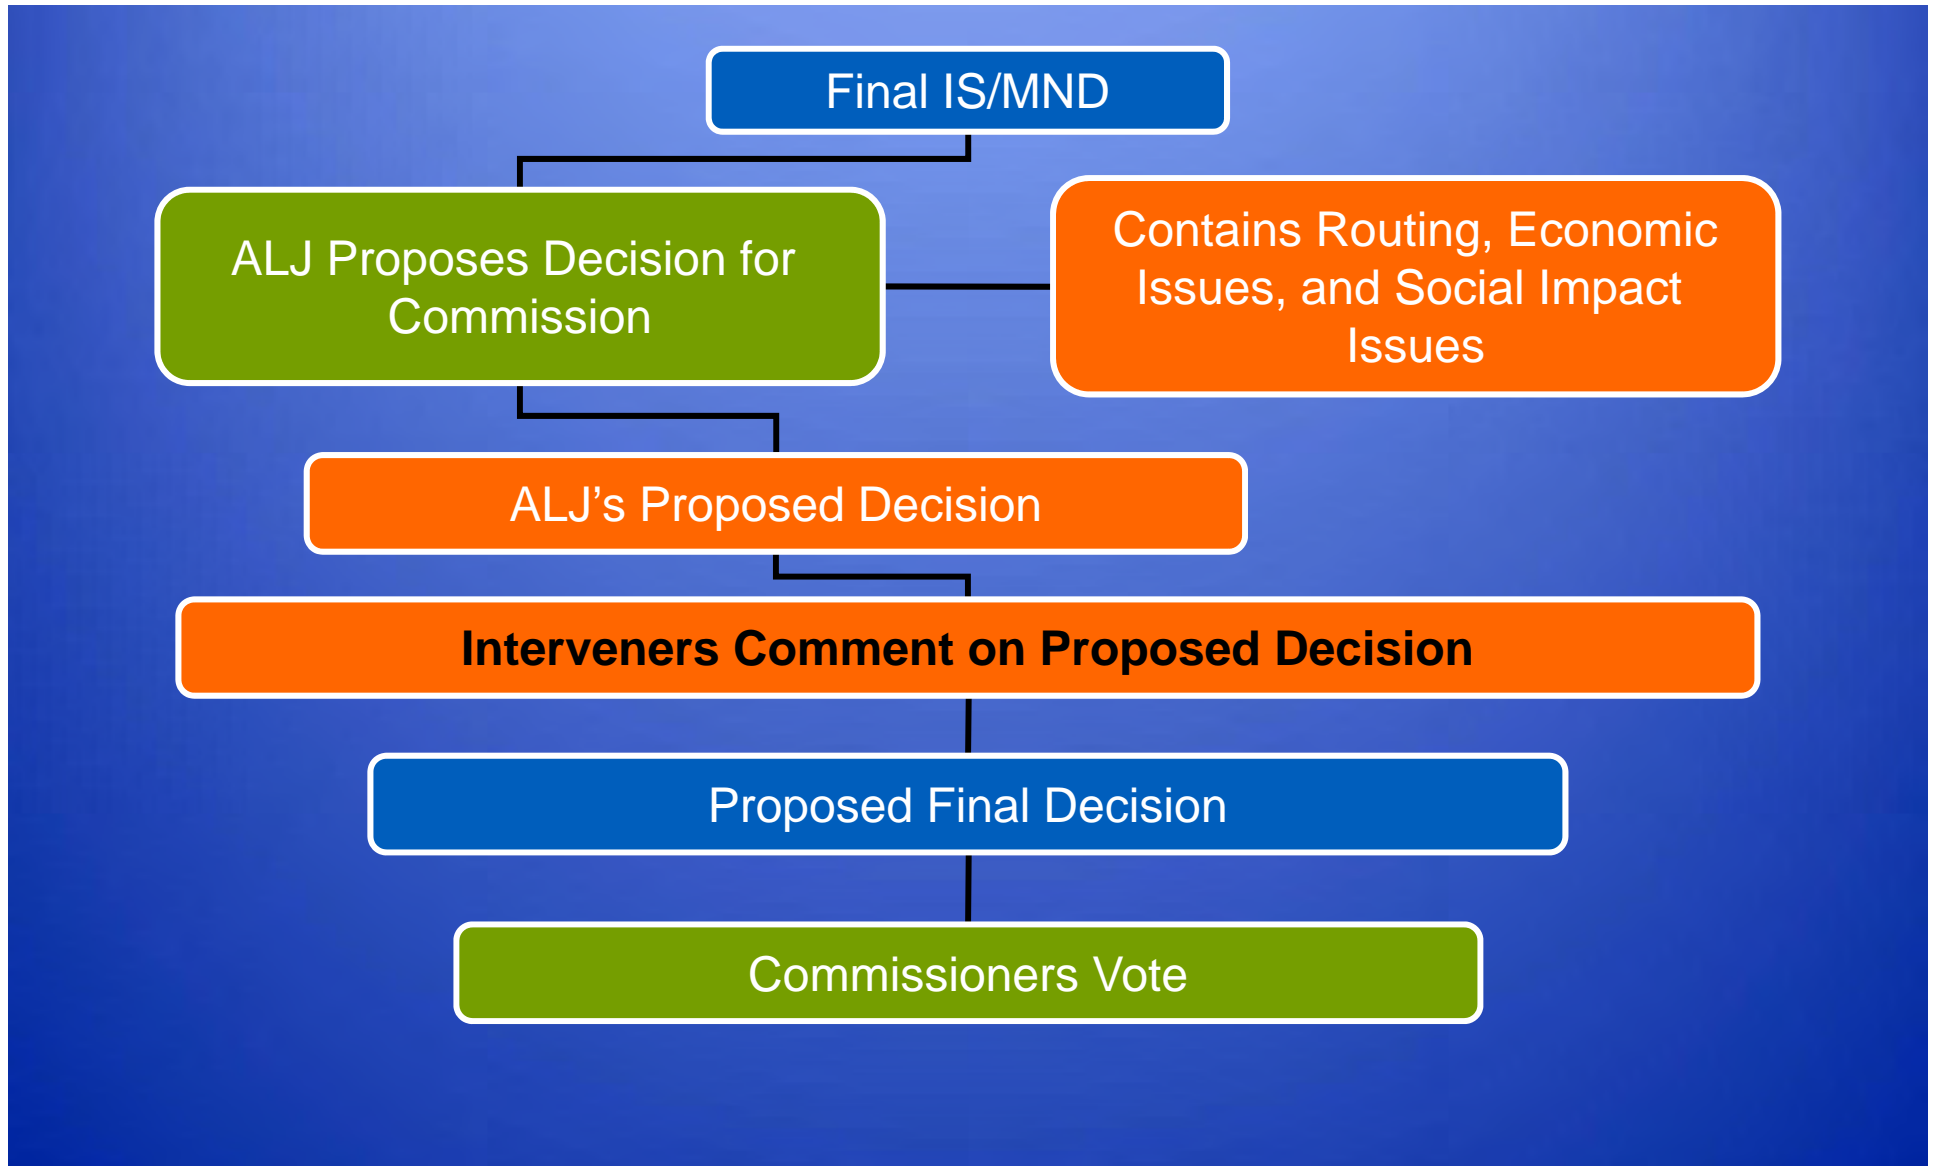 Final IS/MND
ALJ Proposes Decision for
Commission
Contains Routing, Economic
Issues, and Social Impact
Issues
ALJ’s Proposed Decision
Interveners Comment on Proposed Decision
Proposed Final Decision
Commissioners Vote